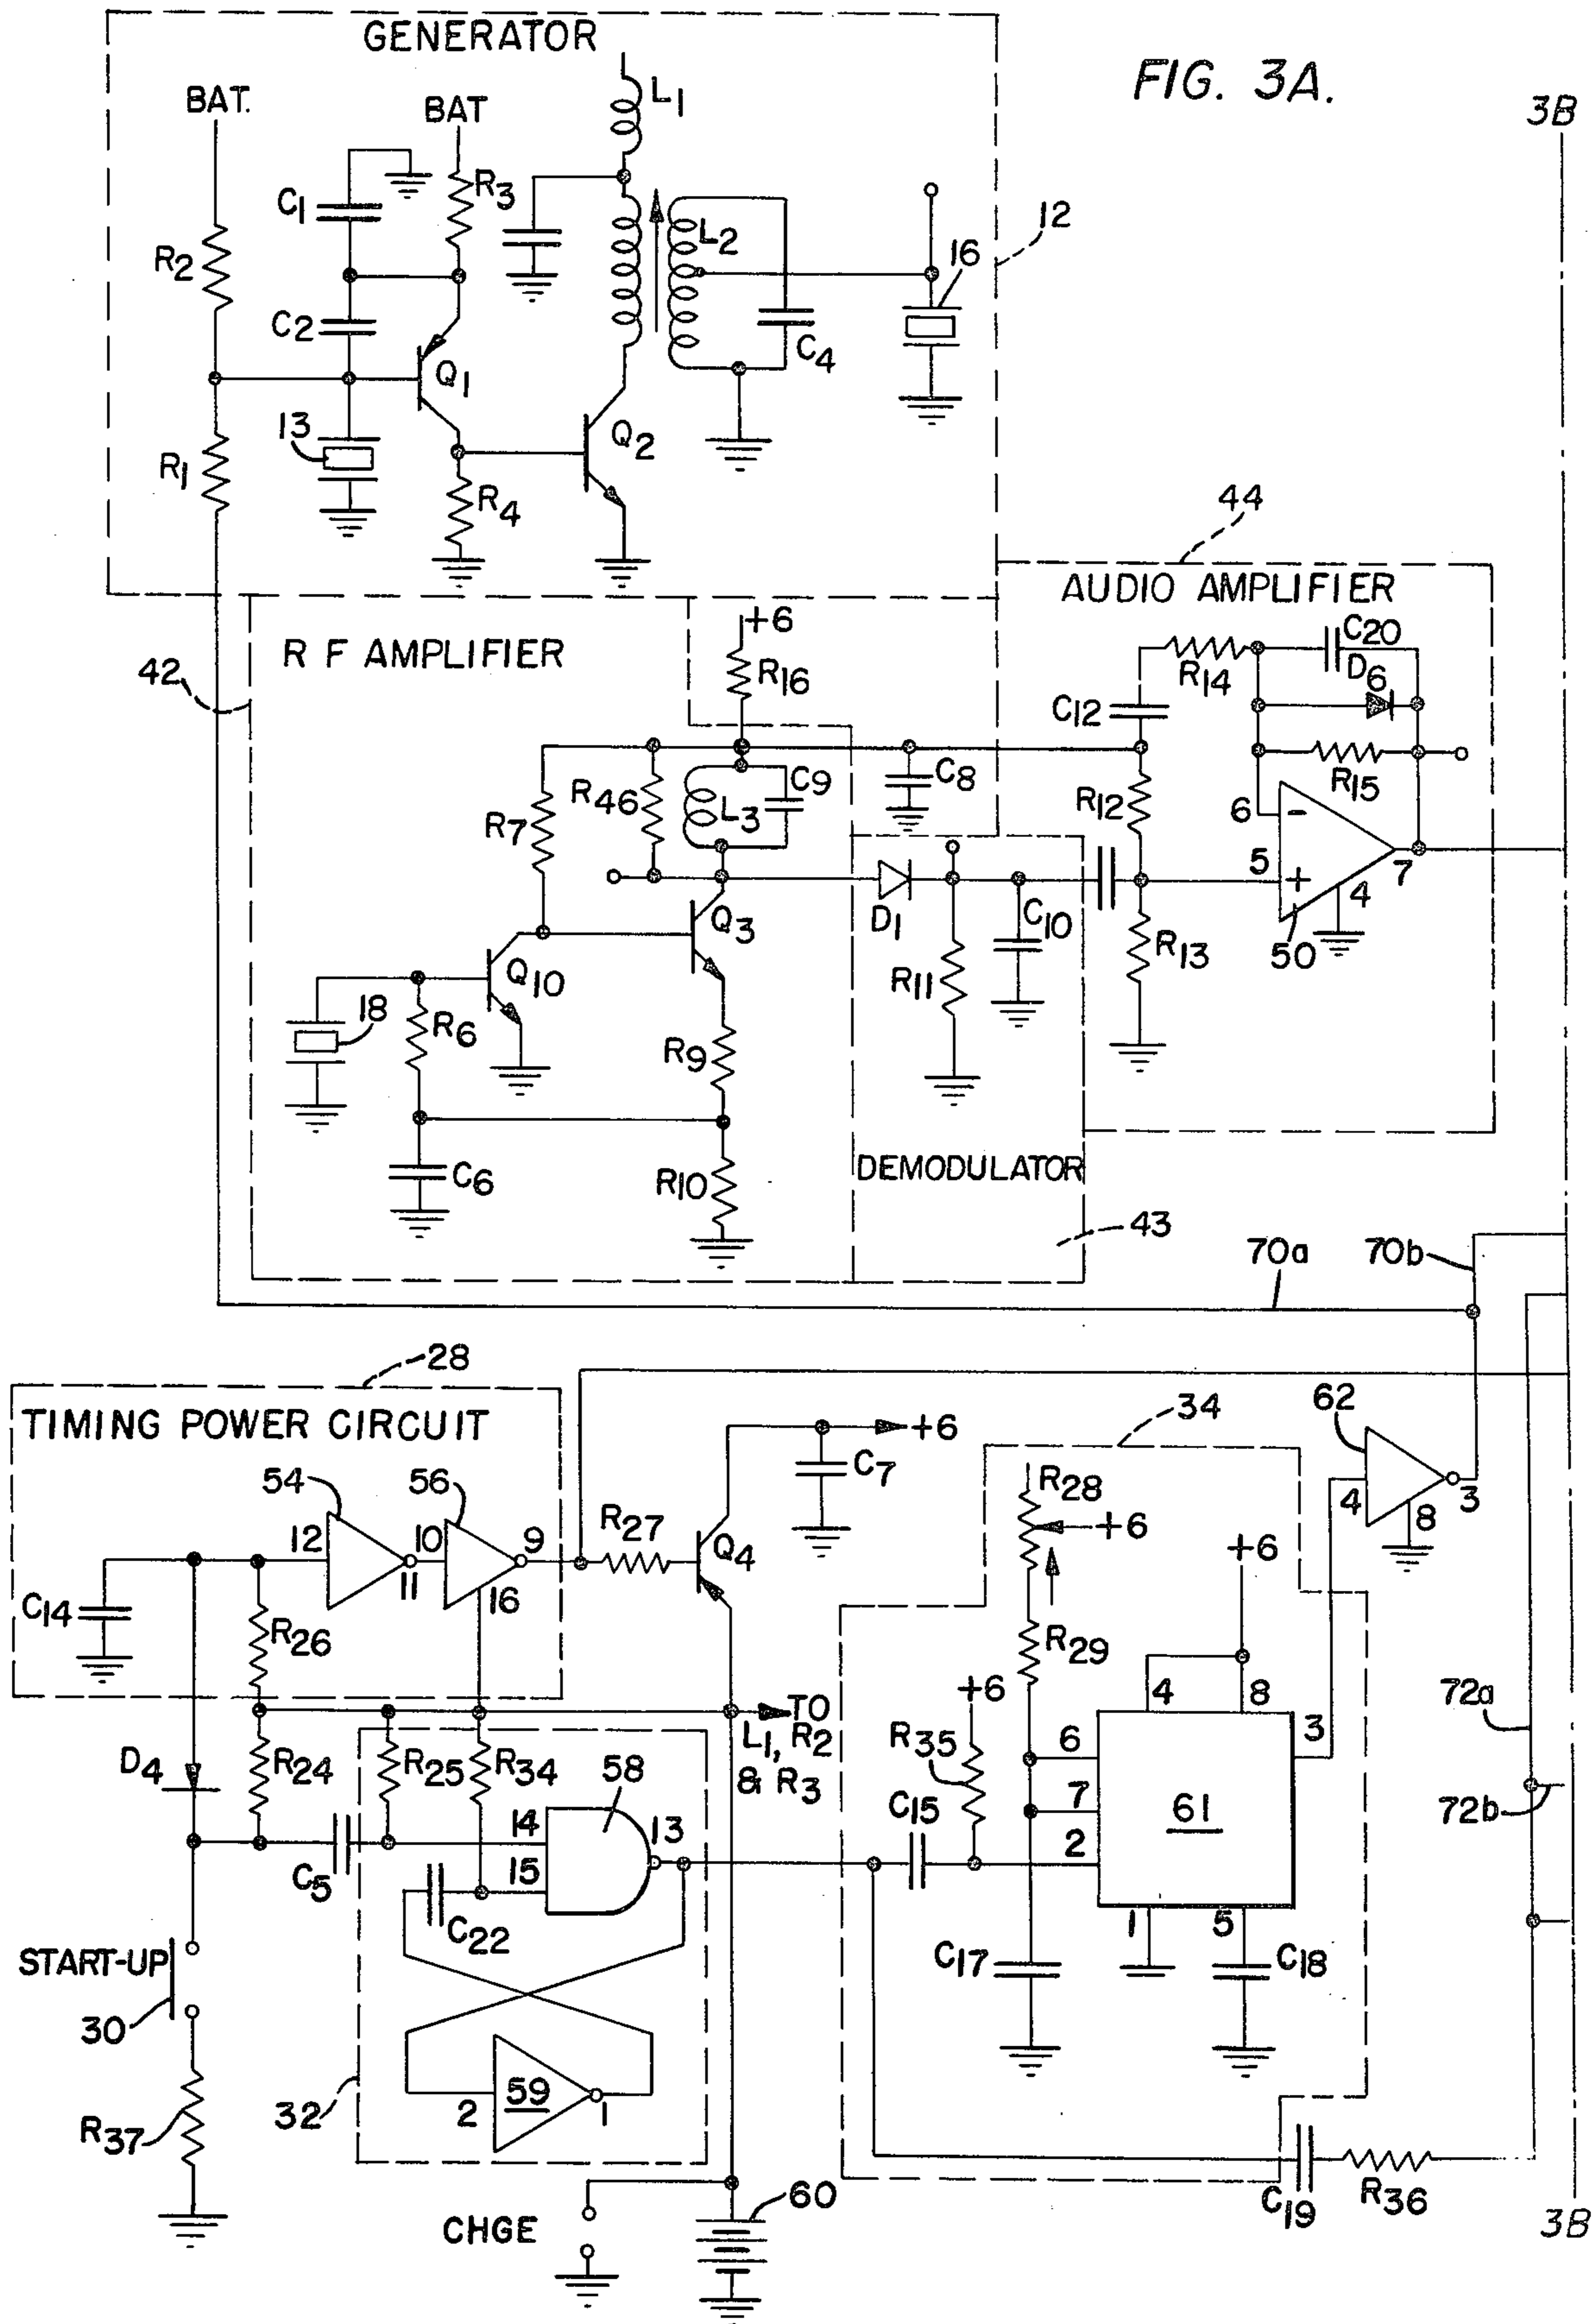 GENERATOR
FIG. 3A.
3B
BAT.
BAT
L1
C1
R3
R2
L2
12
16
C2
C4
Q1
13
Q2
R1
R4
44
AUDIO AMPLIFIER
+6
R F AMPLIFIER
C20
R16
R14
D6
42
C12
C9
C8
R46
L3
R12
R15
R7
6
-
5
+
7
4
D1
C10
Q3
R13
50
Q10
R11
18
R6
R9
DEMODULATOR
C6
R10
43
70a
70b
28
TIMING POWER CIRCUIT
62
34
+6
54
56
C7
R28
4
3
12
10
9
R27
+6
8
11
Q4
+6
16
C14
R26
R29
+6
4
8
TO
L1, R2
& R3
72a
D4
R24
R25
R34
R35
6
3
58
C15
7
61
72b
14
13
2
15
C5
C22
1
5
START-UP
C17
C18
30
59
32
2
1
R37
60
CHGE
C19
R36
3B